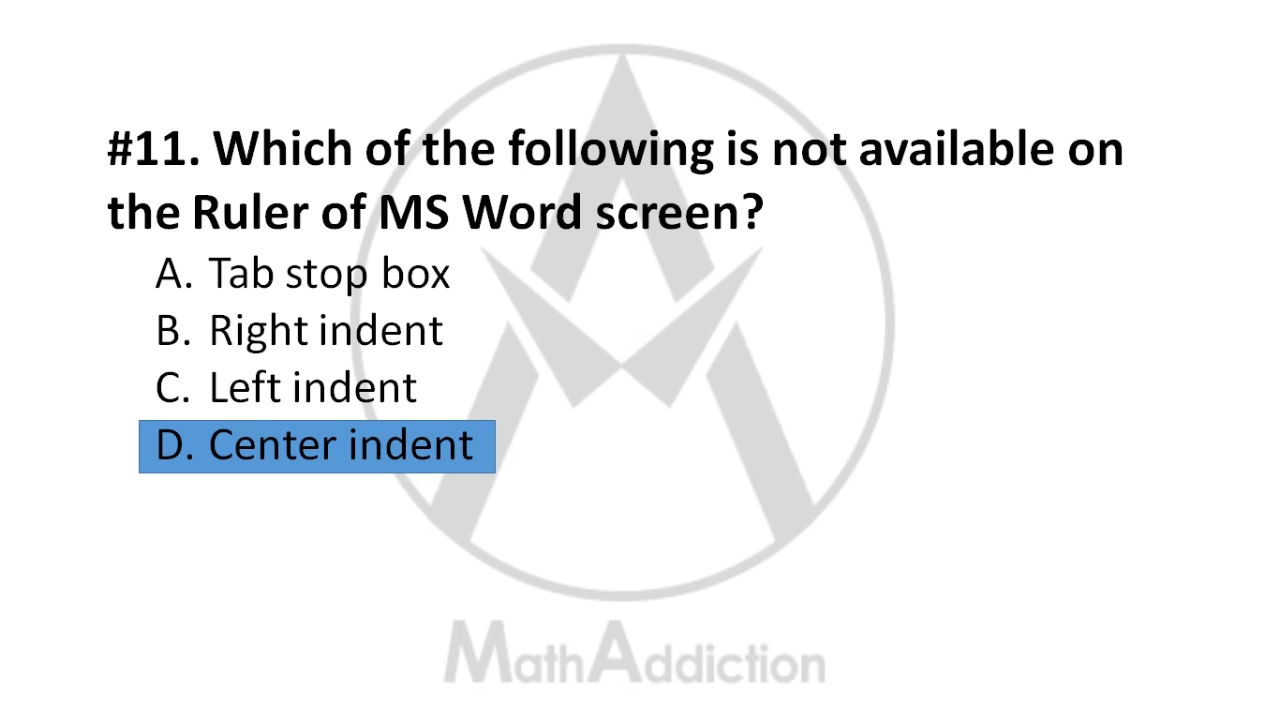 #11. Which of the following is not available on
the Ruler of MS Word screen?
A. Tab stop box
B. Right indent
C. Left indent
D. Center indent
MathAddiction